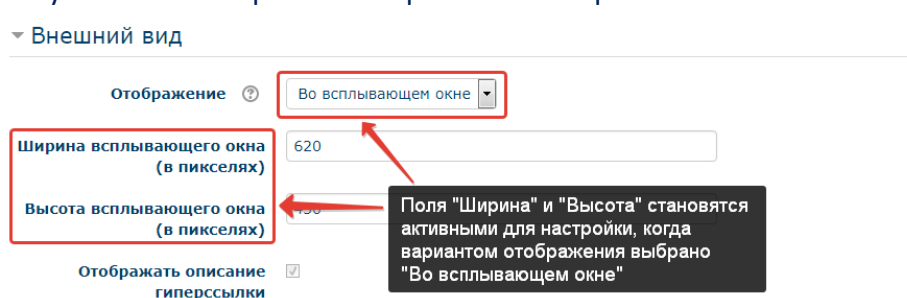 Внешний вид
Отображение
Во всплывающем окне
Ширина всплывающего окна
(в пикселях)
620
Высота всплывающего окна
(в пикселях)
Поля "Ширина" и "Высота" становятся
активными для настройки, когда
вариантом отображения выбрано
"Во всплывающем окне"
Отображать описание
гиперссылки